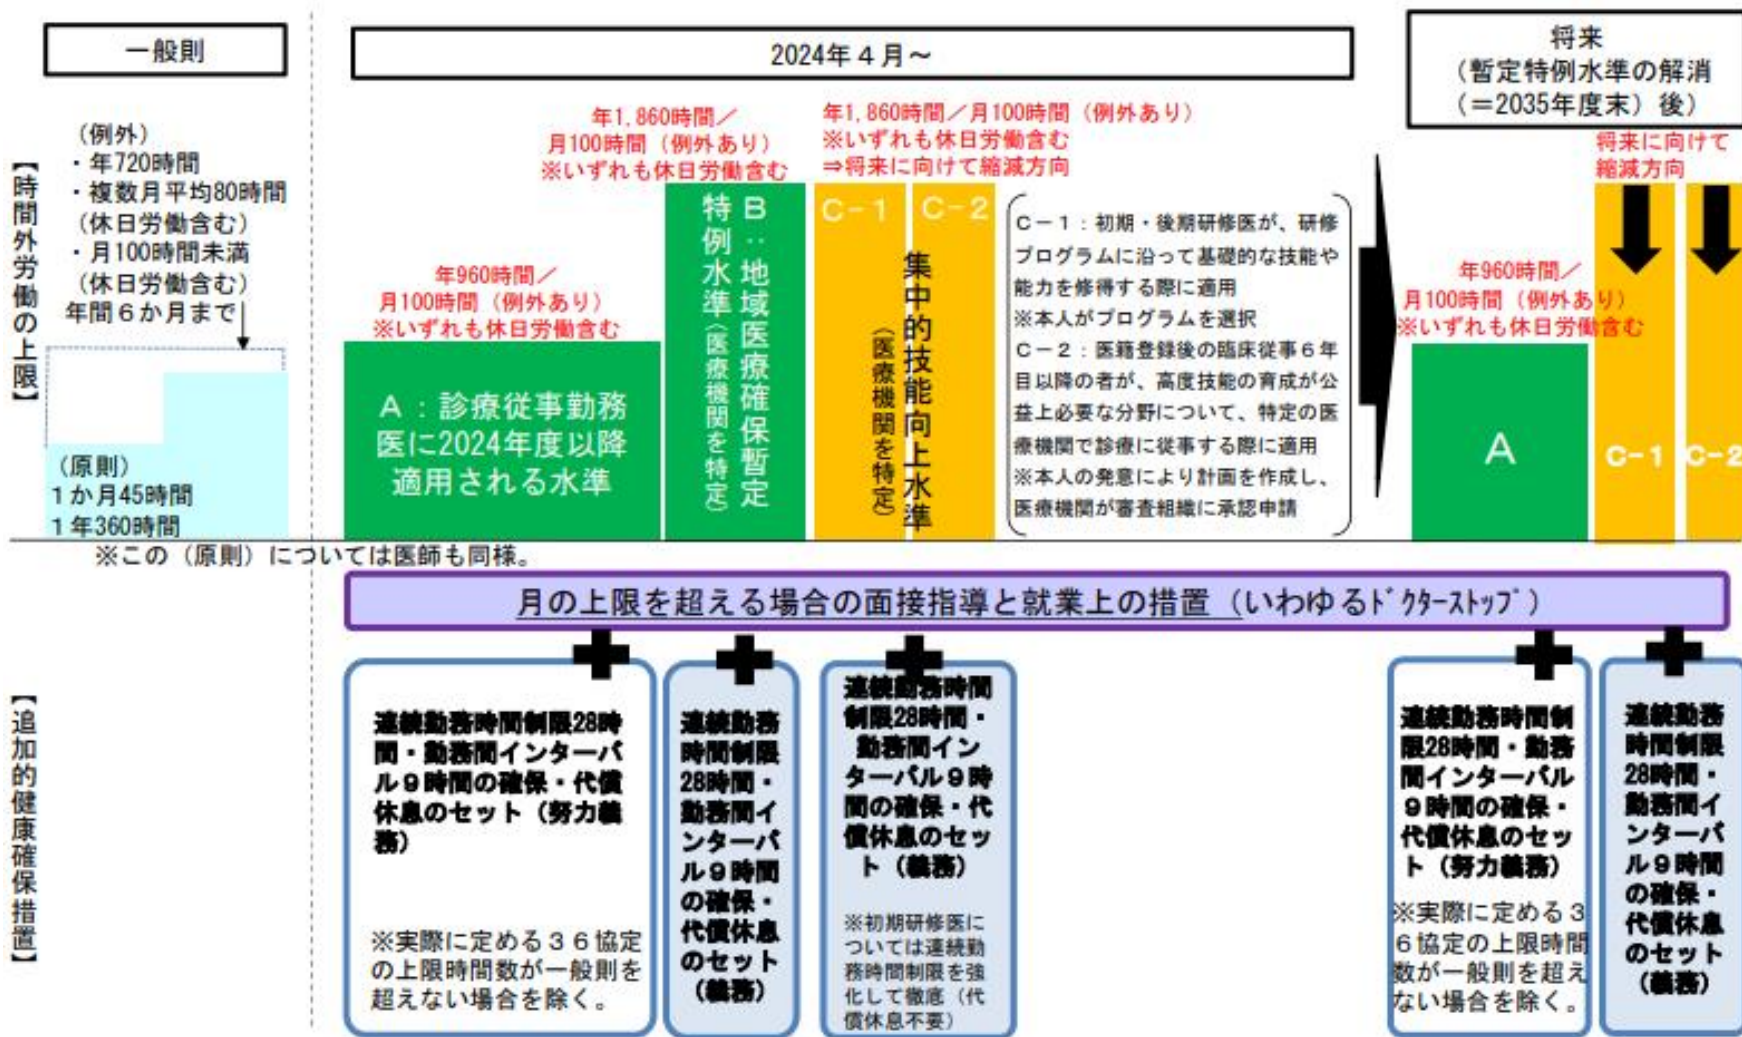 一般則
2024年4月～
将来
（暫定特例水準の解消
（＝2035年度末）後）
【時間外労働の上限】
（例外）
・年720時間
・複数月平均80時間
（休日労働含む）
・月100時間未満
（休日労働含む）
年間6か月まで
（原則）
1か月45時間
1年360時間
※この（原則）については医師も同様。
年960時間／
月100時間（例外あり）
※いずれも休日労働含む
A：診療従事勤務
医に2024年度以降
適用される水準
年1,860時間／
月100時間（例外あり）
※いずれも休日労働含む
B：地域医療確保暫定
特例水準（医療機関を特定）
年1,860時間／月100時間（例外あり）
※いずれも休日労働含む
⇒将来に向けて縮減方向
C-1
C-2
集中的技能向上水準
（医療機関を特定）
C－1：初期・後期研修医が、研修
プログラムに沿って基礎的な技能や
能力を修得する際に適用
※本人がプログラムを選択
C－2：医籍登録後の臨床従事6年
目以降の者が、高度技能の育成が公
益上必要な分野について、特定の医
療機関で診療に従事する際に適用
※本人の発意により計画を作成し、
医療機関が審査組織に承認申請
将来に向けて
縮減方向
年960時間／
月100時間（例外あり）
※いずれも休日労働含む
A
C-1
C-2
【追加的健康確保措置】
月の上限を超える場合の面接指導と就業上の措置（いわゆるﾄﾞｸﾀｰｽﾄｯﾌﾟ）
連続勤務時間制限28時
間・勤務間インターバ
ル9時間の確保・代償
休息のセット（努力義
務）
※実際に定める36協定
の上限時間数が一般則を
超えない場合を除く。
連続勤務
時間制限
28時間・
勤務間イ
ンターバ
ル9時間
の確保・
代償休息
のセット
（義務）
連続勤務時間
制限28時間・
勤務間イン
ターバル9時
間の確保・代
償休息のセッ
ト（義務）
※初期研修医に
ついては連続勤
務時間制限を強
化して徹底（代
償休息不要）
連続勤務時間制
限28時間・勤務
間インターバル
9時間の確保・
代償休息のセッ
ト（努力義務）
※実際に定める3
6協定の上限時間
数が一般則を超え
ない場合を除く。
連続勤務
時間制限
28時間・
勤務間イ
ンターバ
ル9時間
の確保・
代償休息
のセット
（義務）